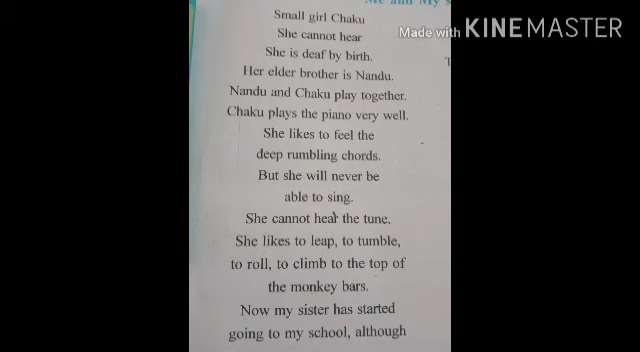 Me and My
Made with KINEMASTER
Small girl Chaku
She cannot hear
She is deaf by birth.
Her elder brother is Nandu.
Nandu and Chaku play together.
Chaku plays the piano very well.
She likes to feel the
deep rumbling chords.
But she will never be
able to sing.
She cannot hear the tune.
She likes to leap, to tumble,
to roll, to climb to the top of
the monkey bars.
Now my sister has started
going to my school, although